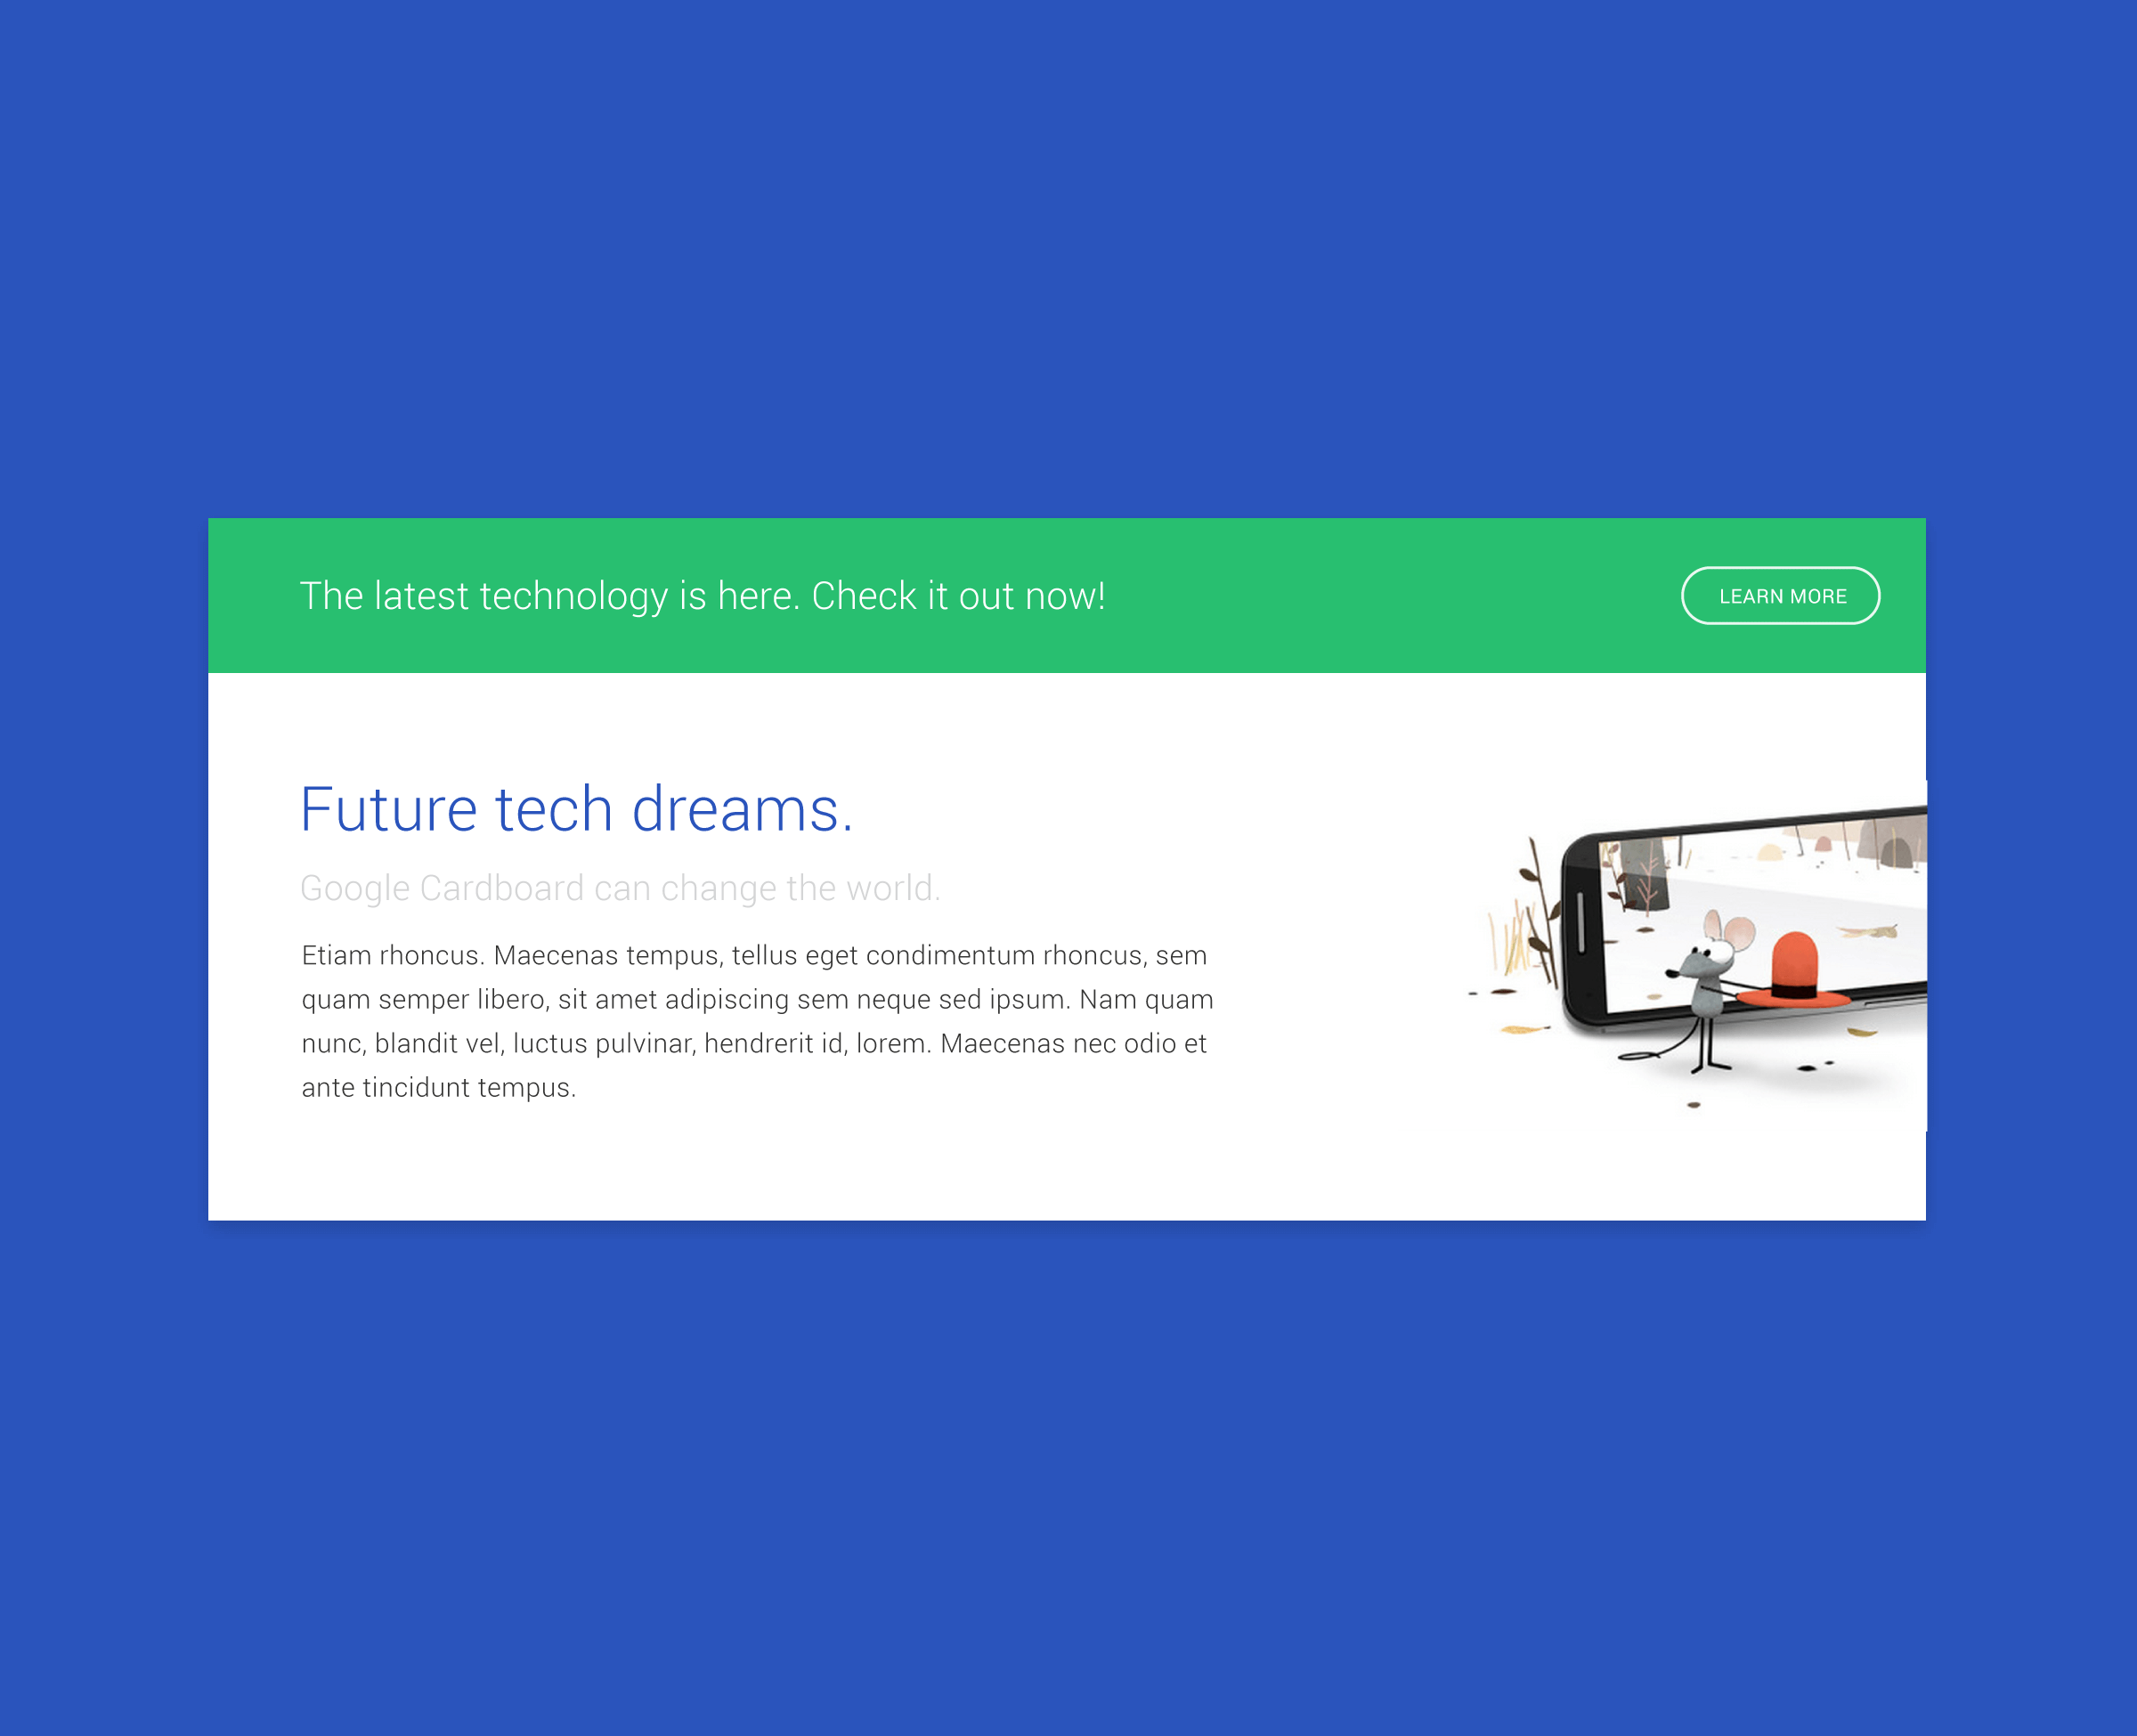 The latest technology is here. Check it out now!
LEARN MORE
Future tech dreams.
Google Cardboard can change the world.
Etiam rhoncus. Maecenas tempus, tellus eget condimentum rhoncus, sem
quam semper libero, sit amet adipiscing sem neque sed ipsum. Nam quam
nunc, blandit vel, luctus pulvinar, hendrerit id, lorem. Maecenas nec odio et
ante tincidunt tempus.